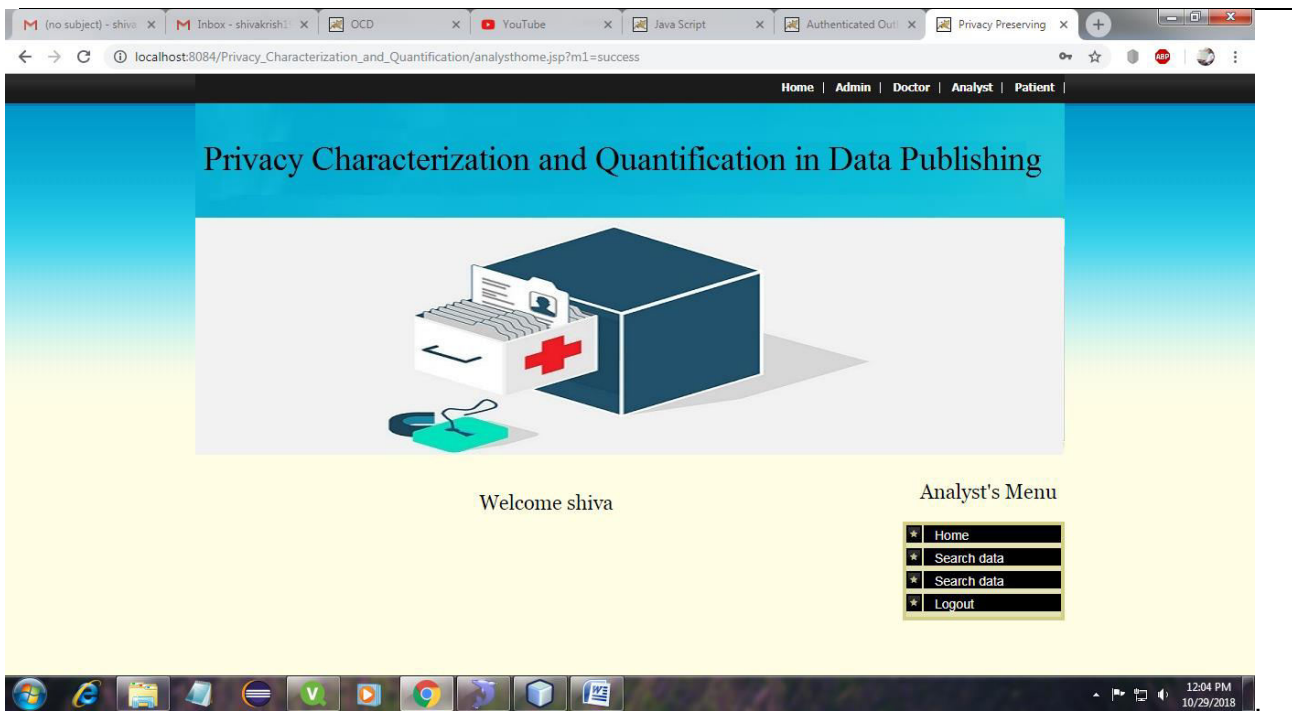 (no subject) - shiva
Inbox - shivakrish1
OCD
YouTube
Java Script
Authenticated Out
Privacy Preserving
localhost:8084/Privacy_Characterization_and_Quantification/analysthome.jsp?m1=success
ABP
Home | Admin | Doctor | Analyst | Patient |
Privacy Characterization and Quantification in Data Publishing
Welcome shiva
Analyst's Menu
Home
Search data
Search data
Logout
12:04 PM
10/29/2018